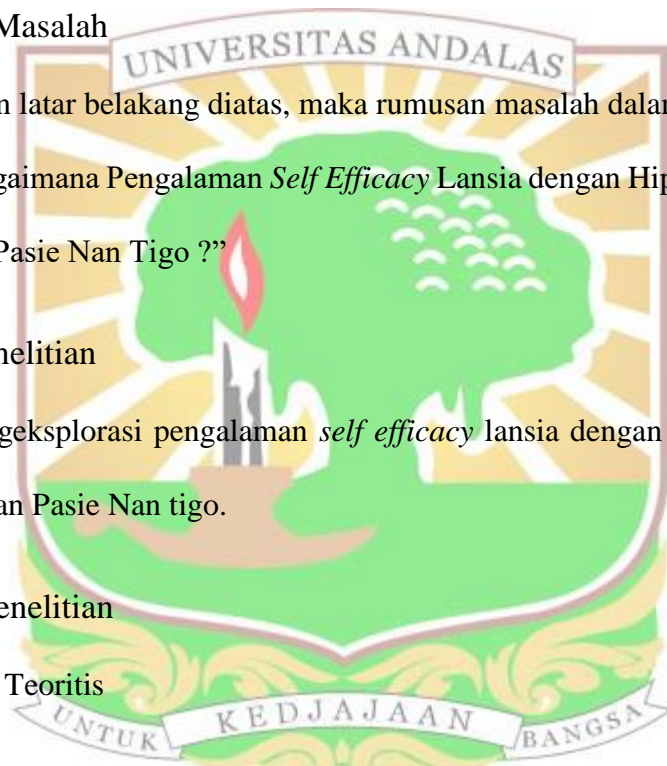 Masalah
UNIVERSITAS ANDALAS
n latar belakang diatas, maka rumusan masalah dalam
gaimana Pengalaman Self Efficacy Lansia dengan Hip
Pasie Nan Tigo ?”
nelitian
geksplorasi pengalaman self efficacy lansia dengan
an Pasie Nan tigo.
enelitian
Teoritis
UNTUK KEDJAJAAN BANGSA